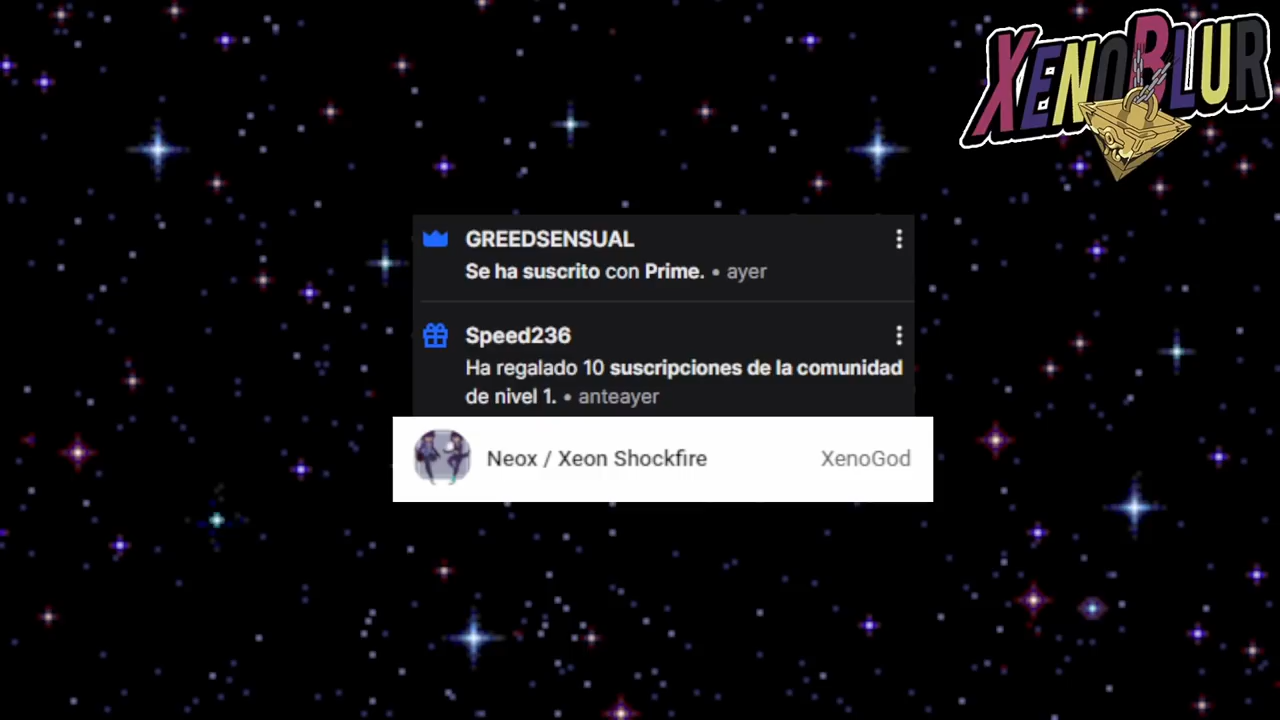 XENOBLUR
GREEDSENSUAL
Se ha suscrito con Prime. • ayer
Speed236
Ha regalado 10 suscripciones de la comunidad
de nivel 1. • anteayer
Neox / Xeon Shockfire XenoGod